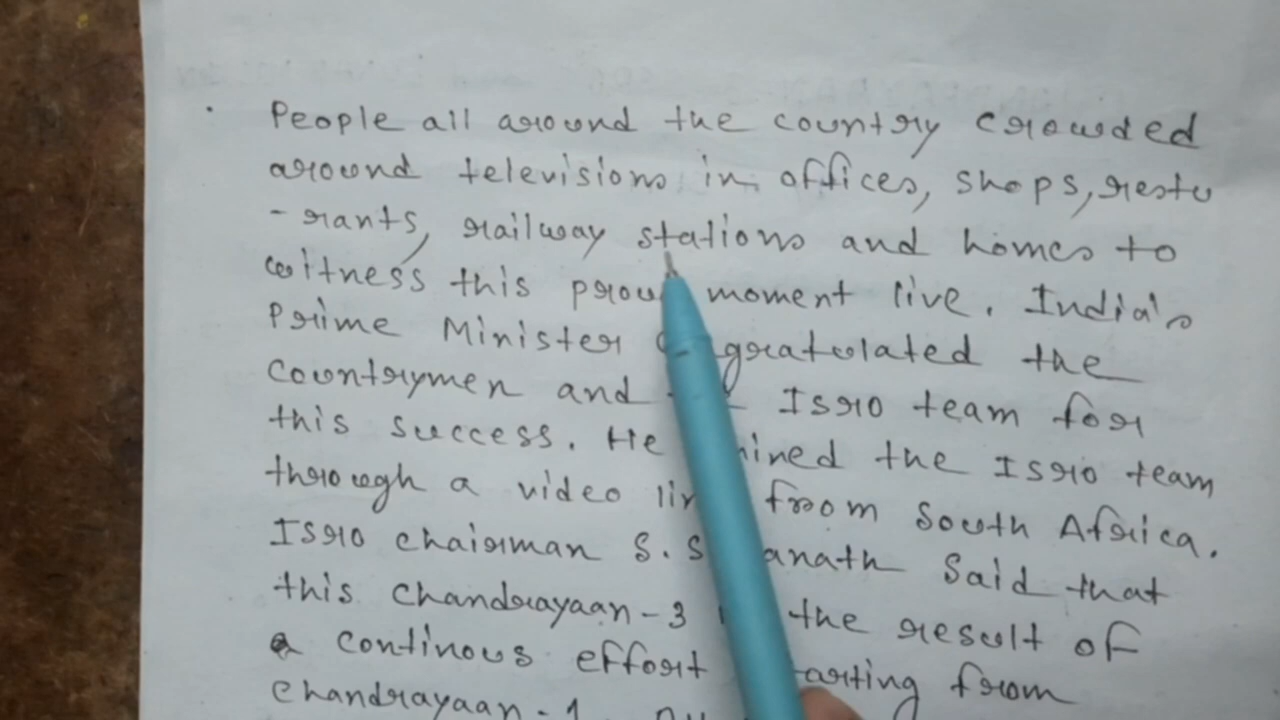 People all around the country crowded
around televisions in offices, shops, restu
-rants, railway stations and homes to
witness this moment live. India's
Prime Minister the
Countrymen and Isro team for
this success. He the Isro team
through a video from South Africa.
Isro chairman S. said that
this Chandrayaan-3 the result of
a continous effort from
Chandrayaan-1.